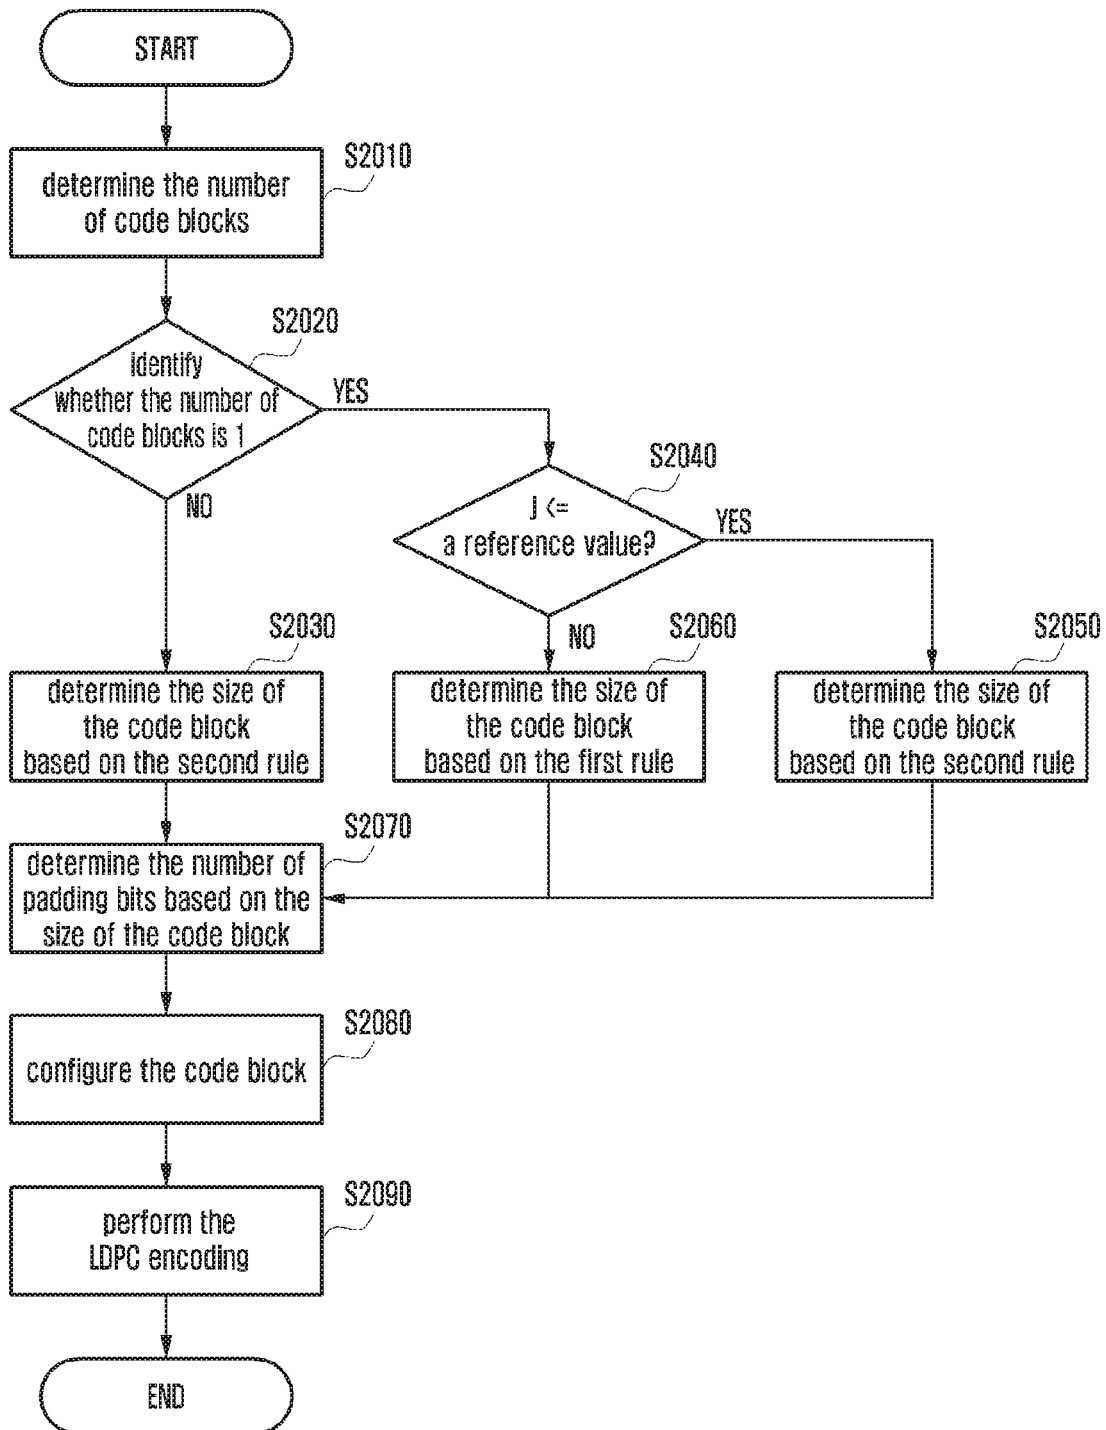 START
S2010
determine the number
of code blocks
S2020
identify
whether the number of
code blocks is 1
YES
NO
S2040
J <=
a reference value?
YES
NO
S2030
determine the size of
the code block
based on the second rule
S2060
determine the size of
the code block
based on the first rule
S2050
determine the size of
the code block
based on the second rule
S2070
determine the number of
padding bits based on the
size of the code block
S2080
configure the code block
S2090
perform the
LDPC encoding
END